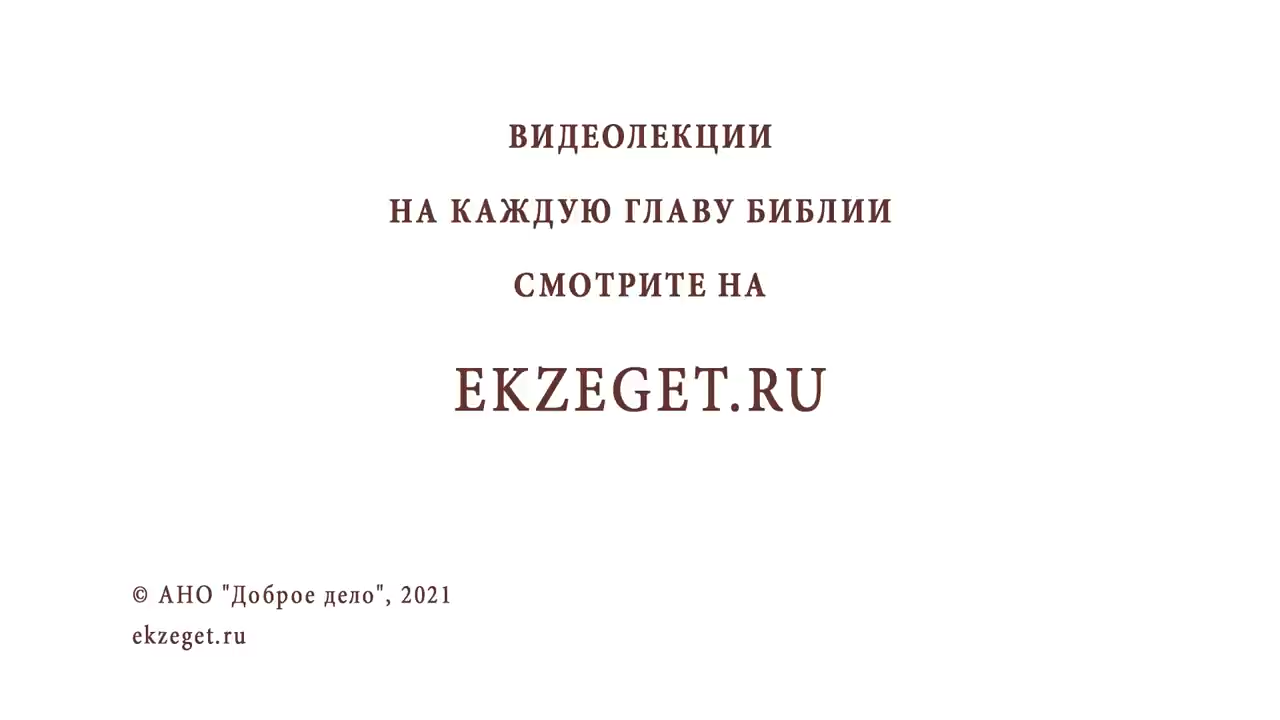 ВИДЕОЛЕКЦИИ
НА КАЖДУЮ ГЛАВУ БИБЛИИ
СМОТРИТЕ НА
EKZEGET.RU
© АНО "Доброе дело", 2021
ekzeget.ru